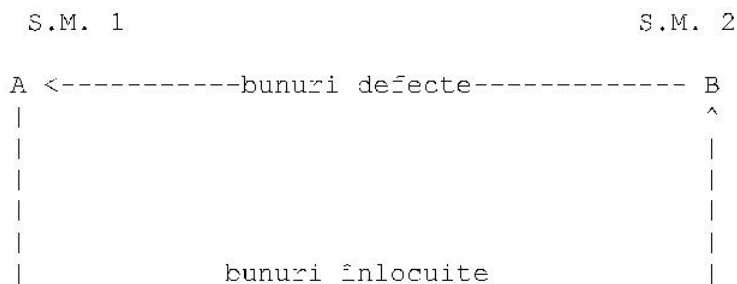 S.M. 1 S.M. 2
A <-----------bunuri defecte------------- B
| ^
| |
| |
| |
| |
| bunuri înlocuite |